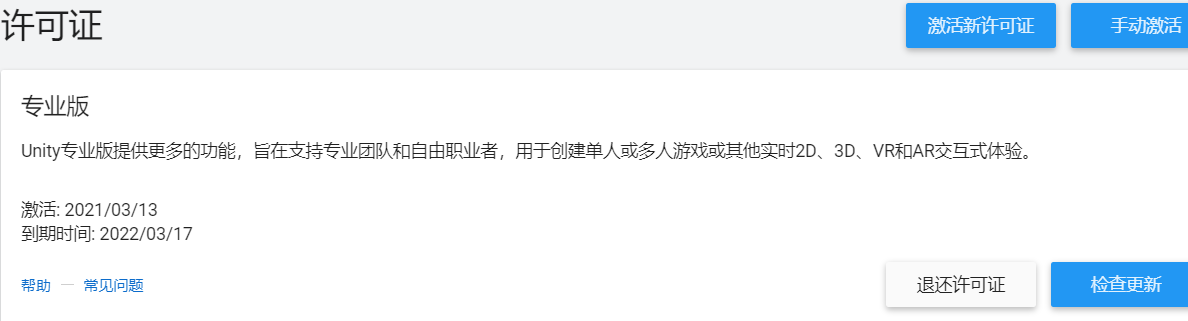 许可证
激活新许可证
手动激活
专业版
Unity专业版提供更多的功能，旨在支持专业团队和自由职业者，用于创建单人或多人游戏或其他实时2D、3D、VR和AR交互式体验。
激活: 2021/03/13
到期时间: 2022/03/17
帮助 — 常见问题
退还许可证
检查更新